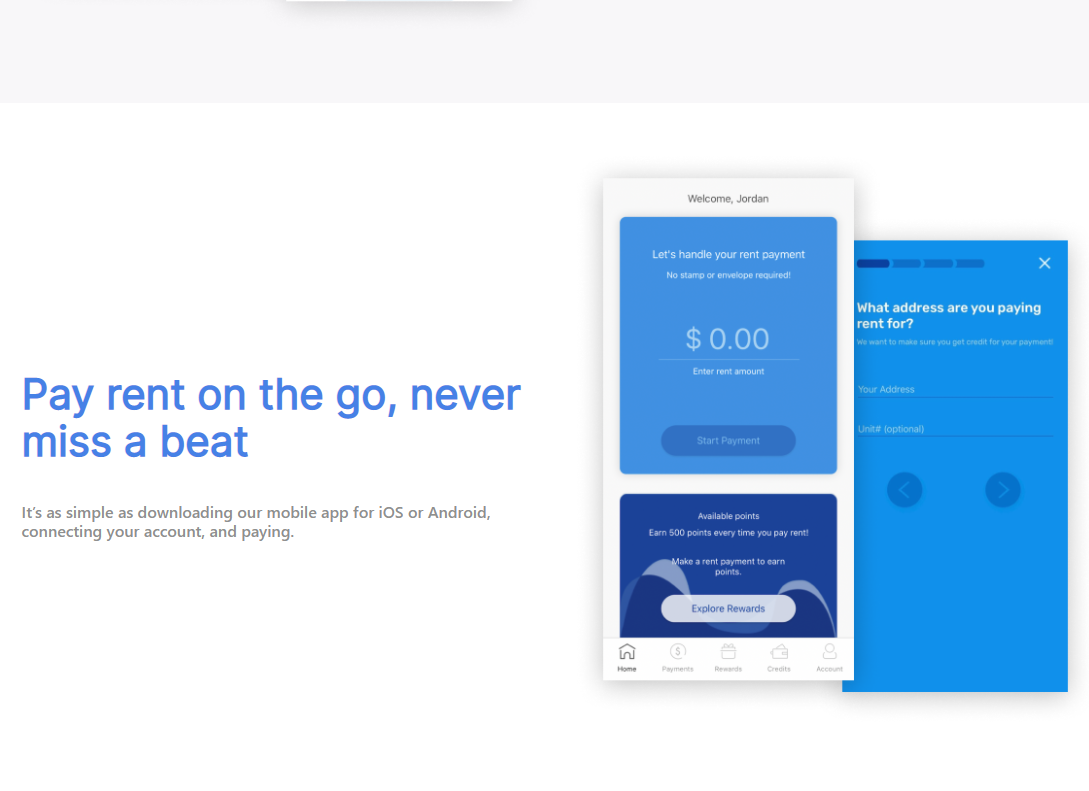 Pay rent on the go, never
miss a beat
It's as simple as downloading our mobile app for iOS or Android,
connecting your account, and paying.
Welcome, Jordan
Let's handle your rent payment
No stamp or envelope required!
$ 0.00
Enter rent amount
Start Payment
Available points
Earn 500 points every time you pay rent!
Make a rent payment to earn
points.
Explore Rewards
Home Payments Rewards Credits Account
What address are you paying
rent for?
We want to make sure you get credit for your payment!
Your Address
Unit# (optional)